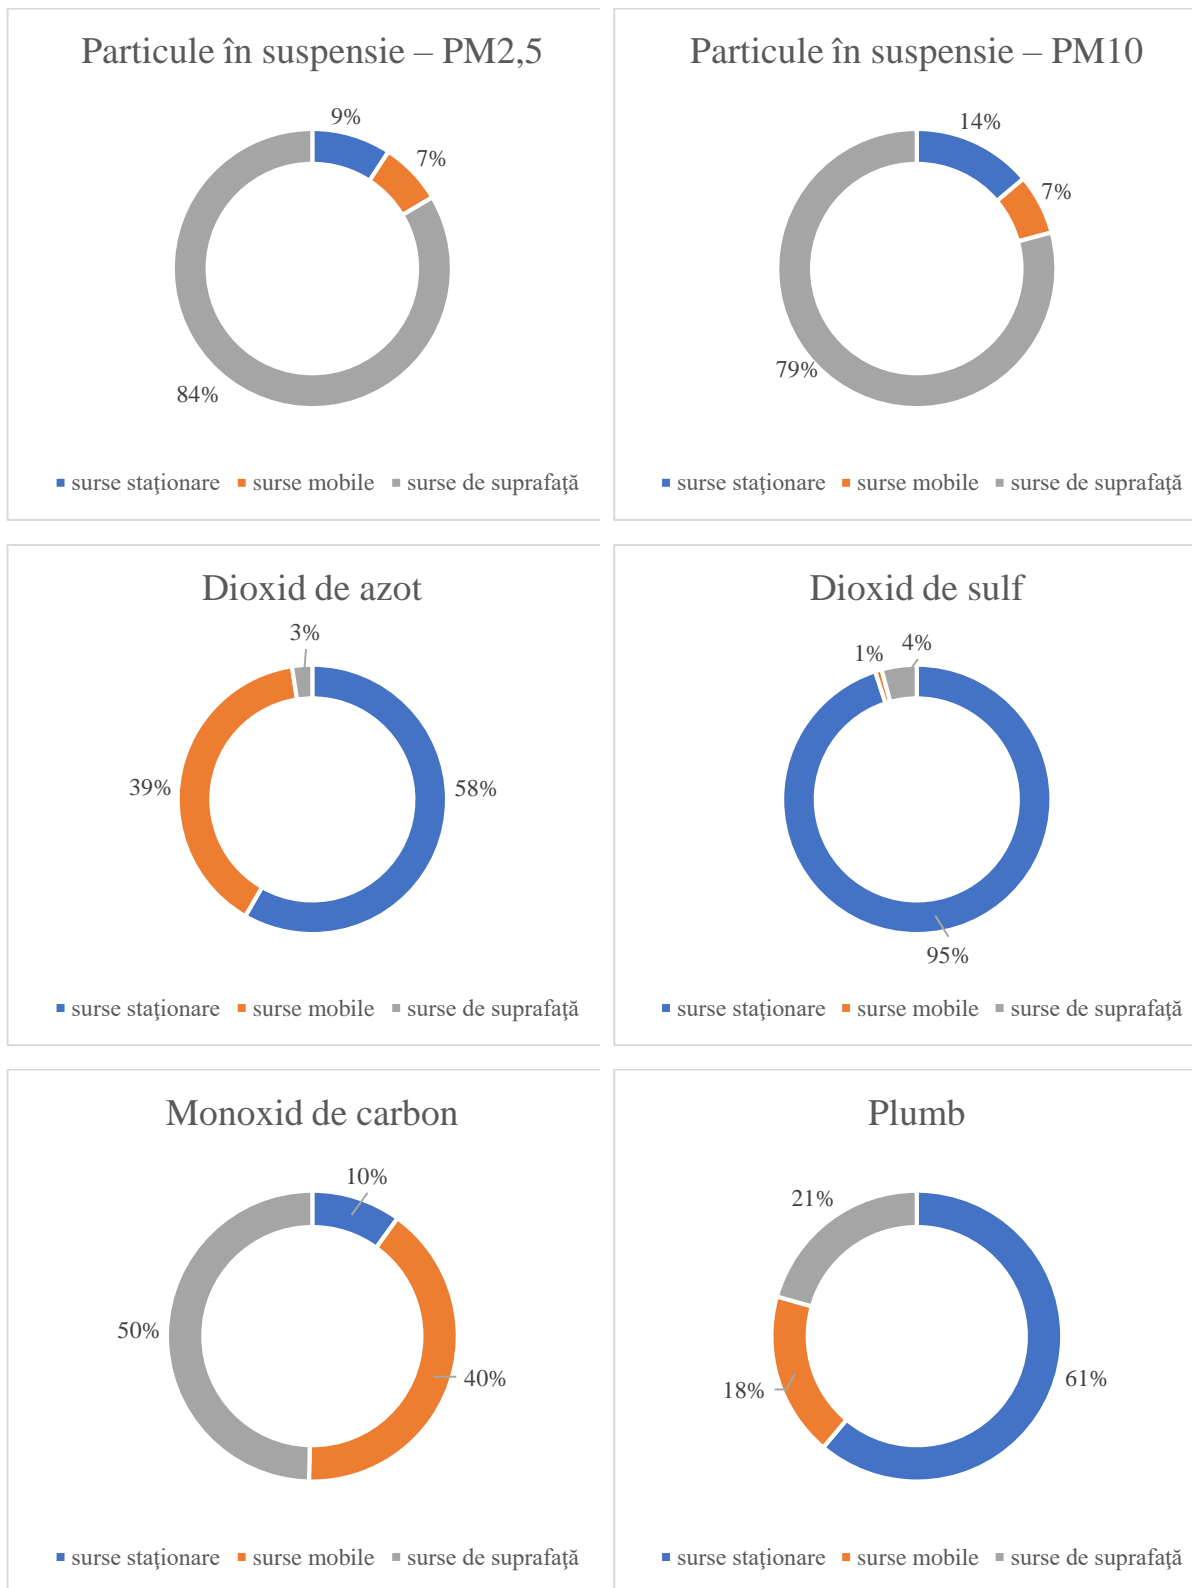 Particule în suspensie – PM2,5
9%
7%
84%
surse staţionare surse mobile surse de suprafaţă
Particule în suspensie – PM10
14%
7%
79%
surse staţionare surse mobile surse de suprafaţă
Dioxid de azot
3%
39%
58%
surse staţionare surse mobile surse de suprafaţă
Dioxid de sulf
1%
4%
95%
surse staţionare surse mobile surse de suprafaţă
Monoxid de carbon
10%
50%
40%
surse staţionare surse mobile surse de suprafaţă
Plumb
21%
18%
61%
surse staţionare surse mobile surse de suprafaţă